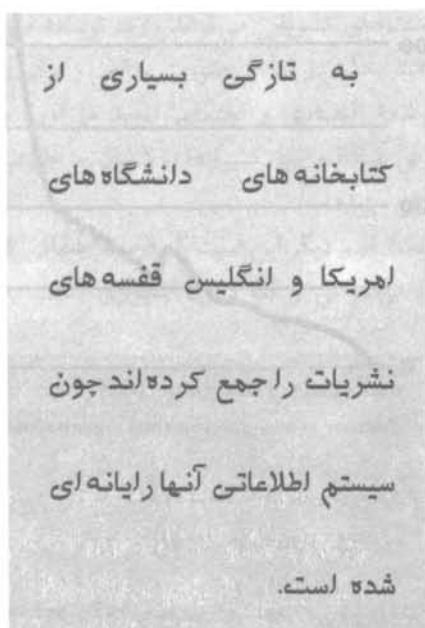 به تازگی بسیاری از
کتابخانه های دانشگاه های
امریکا و انگلیس قفسه های
نشریات را جمع کرده اند چون
سیستم اطلاعاتی آنها رایانه ای
شده است.